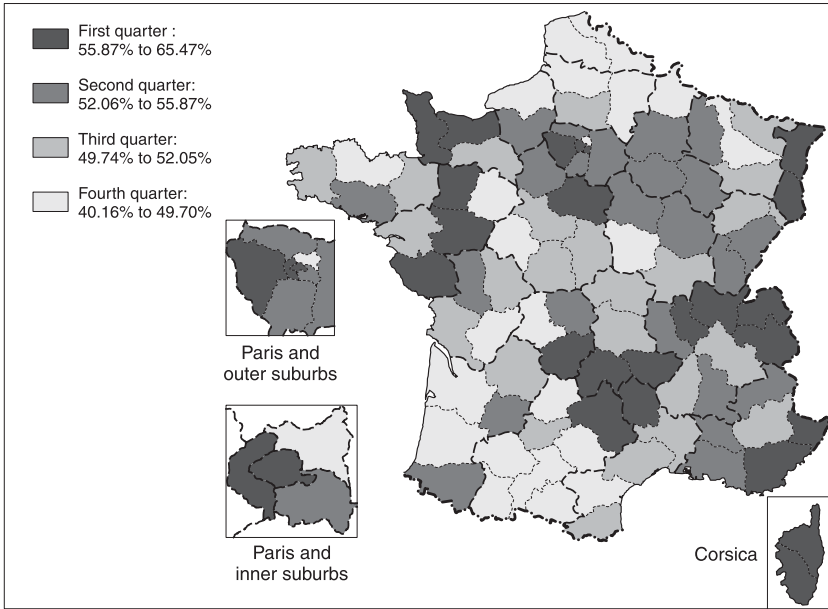 First quarter :
55.87% to 65.47%
Second quarter:
52.06% to 55.87%
Third quarter:
49.74% to 52.05%
Fourth quarter:
40.16% to 49.70%
Paris and
outer suburbs
Paris and
inner suburbs
Corsica